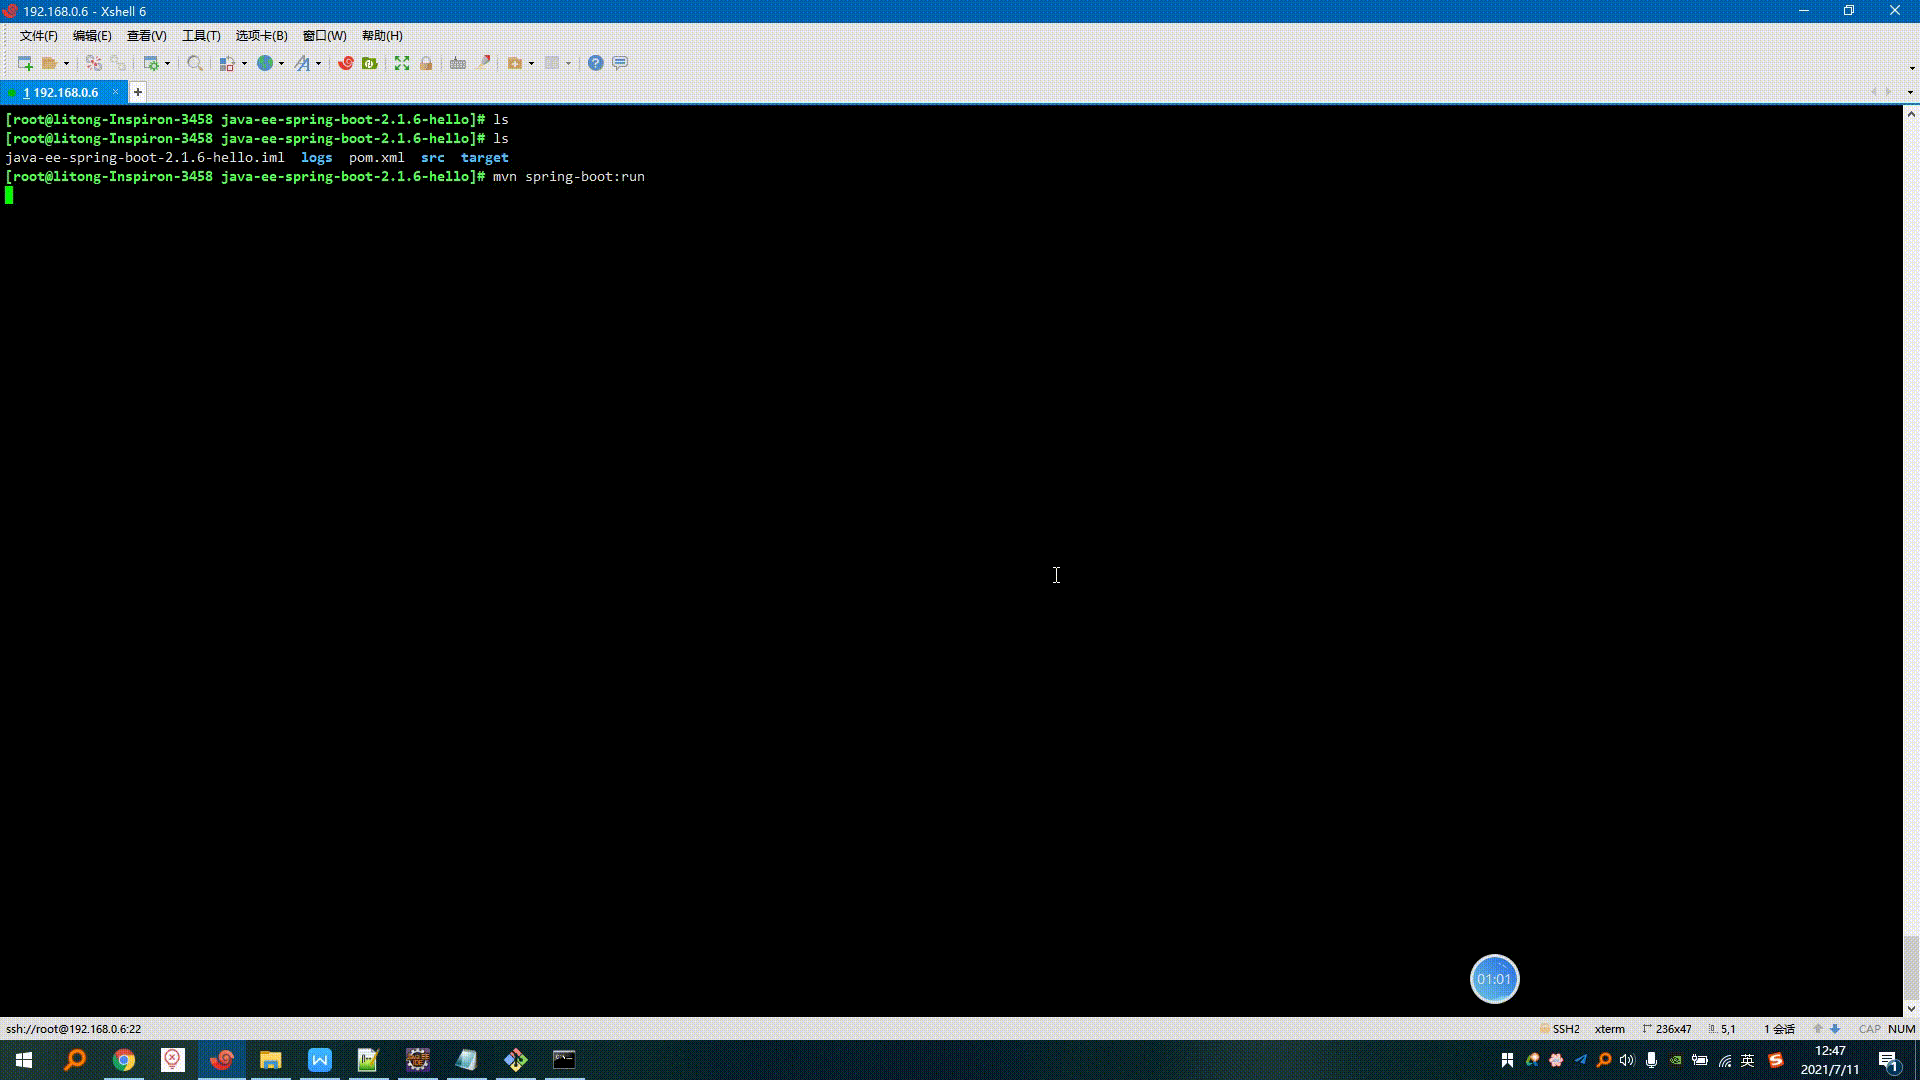 192.168.0.6 - Xshell 6
文件(F) 编辑(E) 查看(V) 工具(T) 选项卡(B) 窗口(W) 帮助(H)
1 192.168.0.6
[root@litong-Inspiron-3458 java-ee-spring-boot-2.1.6-hello]# ls
[root@litong-Inspiron-3458 java-ee-spring-boot-2.1.6-hello]# ls
java-ee-spring-boot-2.1.6-hello.iml logs pom.xml src target
[root@litong-Inspiron-3458 java-ee-spring-boot-2.1.6-hello]# mvn spring-boot:run
01:01
ssh://root@192.168.0.6:22 SSH2 xterm 236x47 5,1 1 会话 CAP NUM
英 12:47
2021/7/11 1